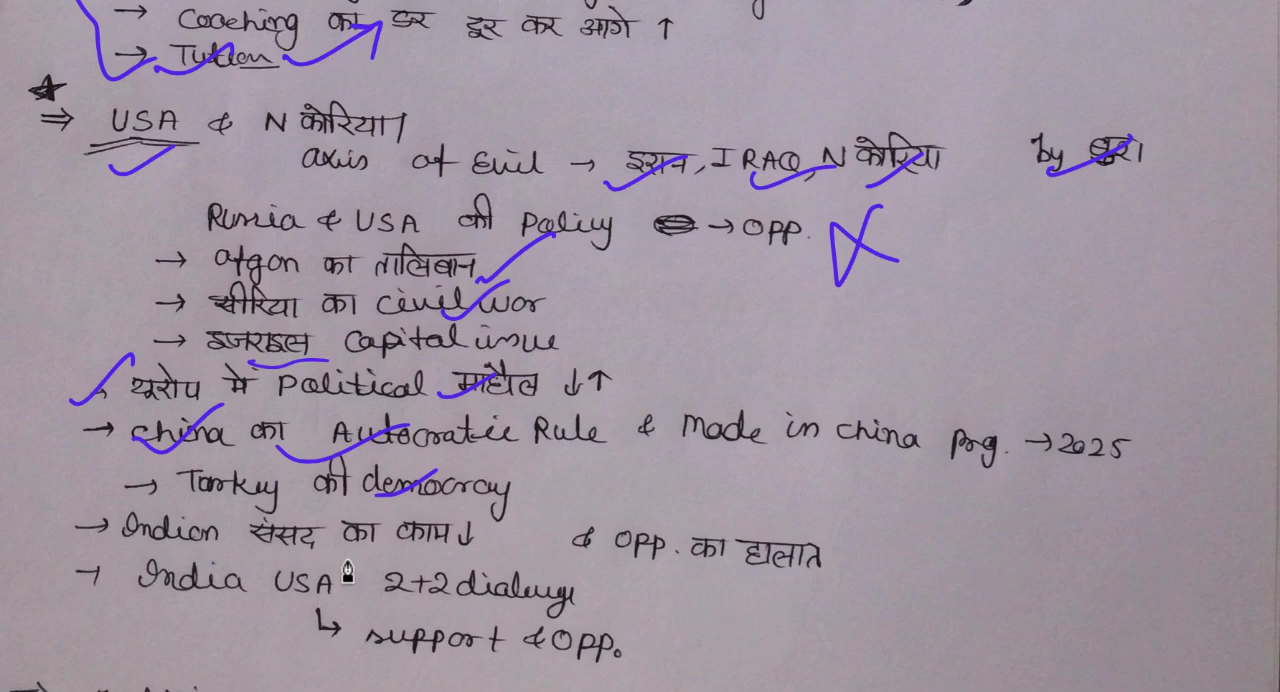 → Coaching का डर दूर कर आगे ↑
→ Tution
⇒ USA & N कोरिया।
axis of Evil → इरान, IRAQ, N कोरिया by बुश।
Russia & USA की Policy → OPP.
→ afgan का तालिबान
→ सीरिया का civil war
→ इजराइल Capital issue
→ यूरोप में Political माहौल ↓↑
→ China का Autocratic Rule & Made in China Prg. → 2025
→ Turkey की democracy
→ Indian संसद का काम ↓ & Opp. का हालात
→ India USA 2+2 dialuge
↳ support & OPP.